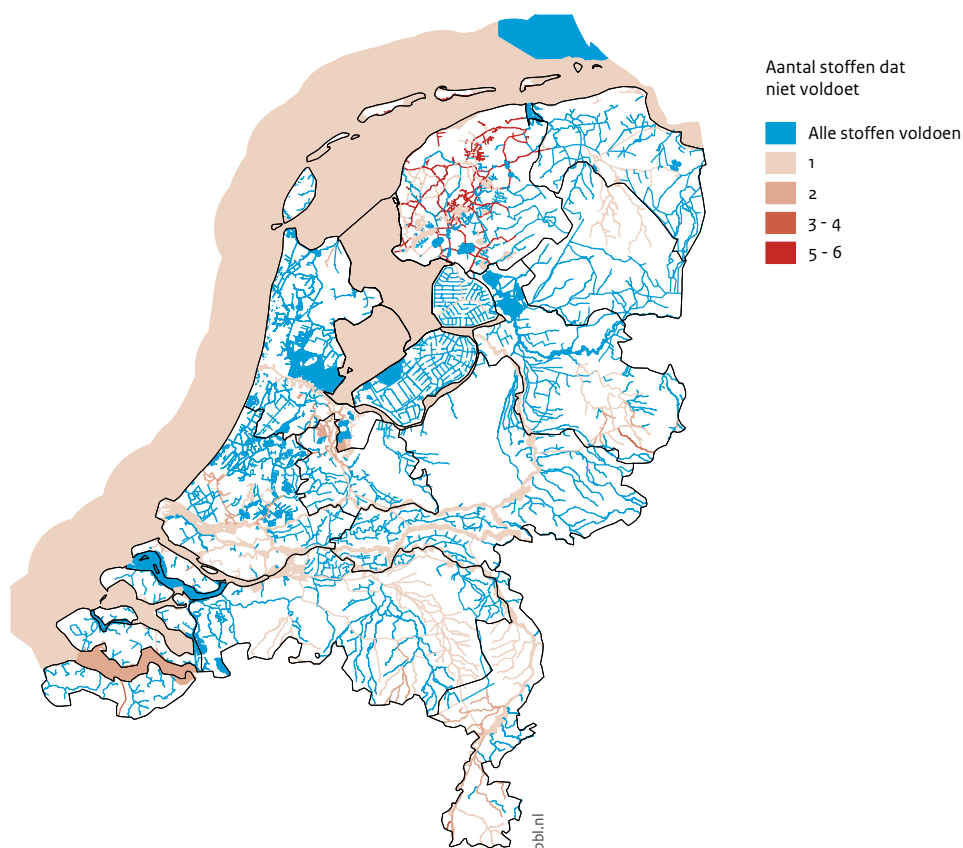 Aantal stoffen dat
niet voldoet
Alle stoffen voldoen
1
2
3 - 4
5 - 6